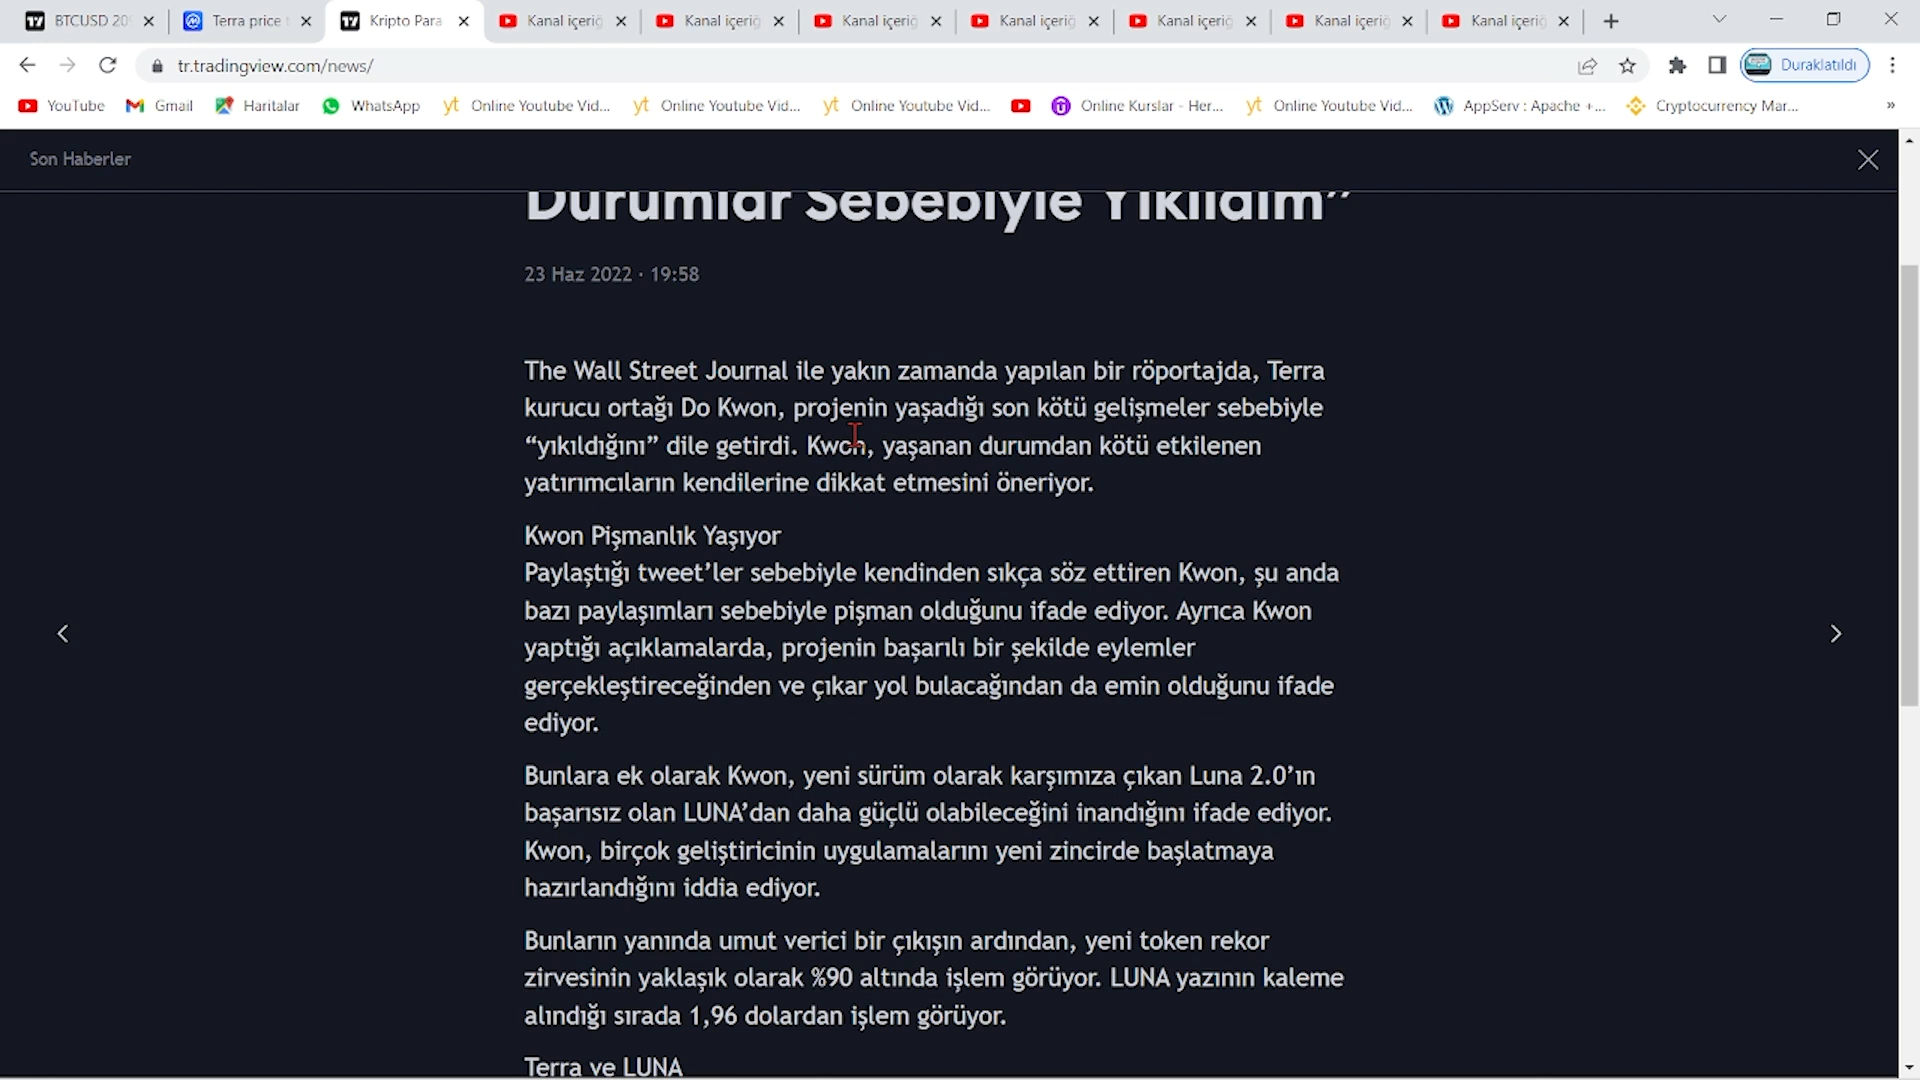 BTCUSD 20
Terra price t
Kripto Para
Kanal içeriğ
Kanal içeriğ
Kanal içeriğ
Kanal içeriğ
Kanal içeriğ
Kanal içeriğ
Kanal içeriğ
tr.tradingview.com/news/
Duraklatıldı
YouTube
Gmail
Haritalar
WhatsApp
Online Youtube Vid...
Online Youtube Vid...
Online Youtube Vid...
Online Kurslar - Her...
Online Youtube Vid...
AppServ : Apache +...
Cryptocurrency Mar...
Son Haberler
Durumlar Sebebiyle Yıkıldım”
23 Haz 2022 · 19:58
The Wall Street Journal ile yakın zamanda yapılan bir röportajda, Terra
kurucu ortağı Do Kwon, projenin yaşadığı son kötü gelişmeler sebebiyle
“yıkıldığını” dile getirdi. Kwon, yaşanan durumdan kötü etkilenen
yatırımcıların kendilerine dikkat etmesini öneriyor.
Kwon Pişmanlık Yaşıyor
Paylaştığı tweet’ler sebebiyle kendinden sıkça söz ettiren Kwon, şu anda
bazı paylaşımları sebebiyle pişman olduğunu ifade ediyor. Ayrıca Kwon
yaptığı açıklamalarda, projenin başarılı bir şekilde eylemler
gerçekleştireceğinden ve çıkar yol bulacağından da emin olduğunu ifade
ediyor.
Bunlara ek olarak Kwon, yeni sürüm olarak karşımıza çıkan Luna 2.0’ın
başarısız olan LUNA’dan daha güçlü olabileceğini inandığını ifade ediyor.
Kwon, birçok geliştiricinin uygulamalarını yeni zincirde başlatmaya
hazırlandığını iddia ediyor.
Bunların yanında umut verici bir çıkışın ardından, yeni token rekor
zirvesinin yaklaşık olarak %90 altında işlem görüyor. LUNA yazının kaleme
alındığı sırada 1,96 dolardan işlem görüyor.
Terra ve LUNA